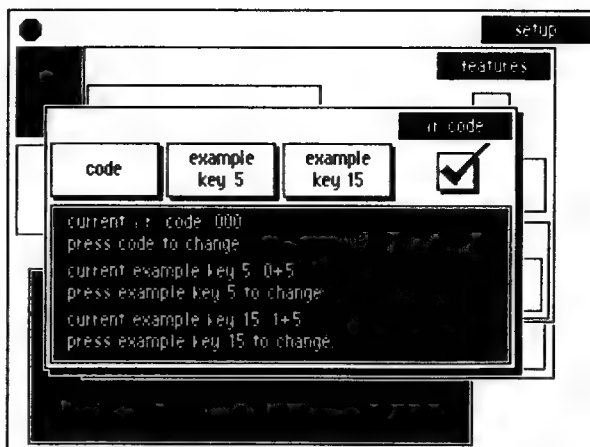 setup
features
ir code
code
example
key 5
example
key 15
current ir code 000
press code to change
current example key 5 0+5
press example key 5 to change
current example key 15 1+5
press example key 15 to change.